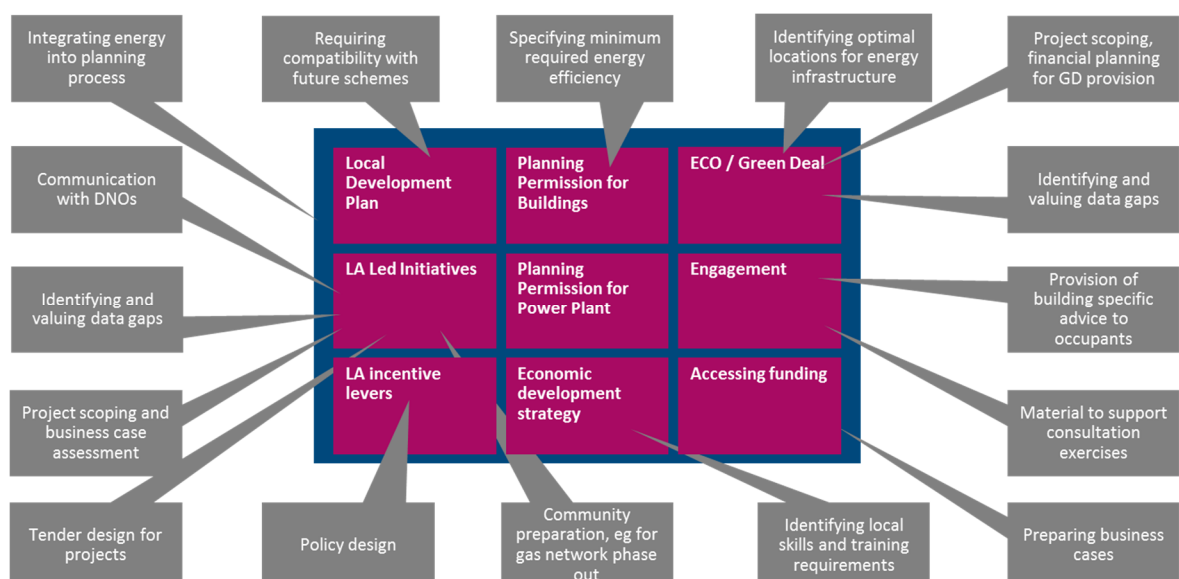 Integrating energy
into planning
process
Requiring
compatibility with
future schemes
Specifying minimum
required energy
efficiency
Identifying optimal
locations for energy
infrastructure
Project scoping,
financial planning
for GD provision
Communication
with DNOs
Identifying and
valuing data gaps
Project scoping and
business case
assessment
Tender design for
projects
Local
Development
Plan
Planning
Permission for
Buildings
ECO / Green Deal
LA Led Initiatives
Planning
Permission for
Power Plant
Engagement
LA incentive
levers
Economic
development
strategy
Accessing funding
Identifying and
valuing data gaps
Provision of
building specific
advice to
occupants
Material to support
consultation
exercises
Preparing business
cases
Policy design
Community
preparation, eg for
gas network phase
out
Identifying local
skills and training
requirements